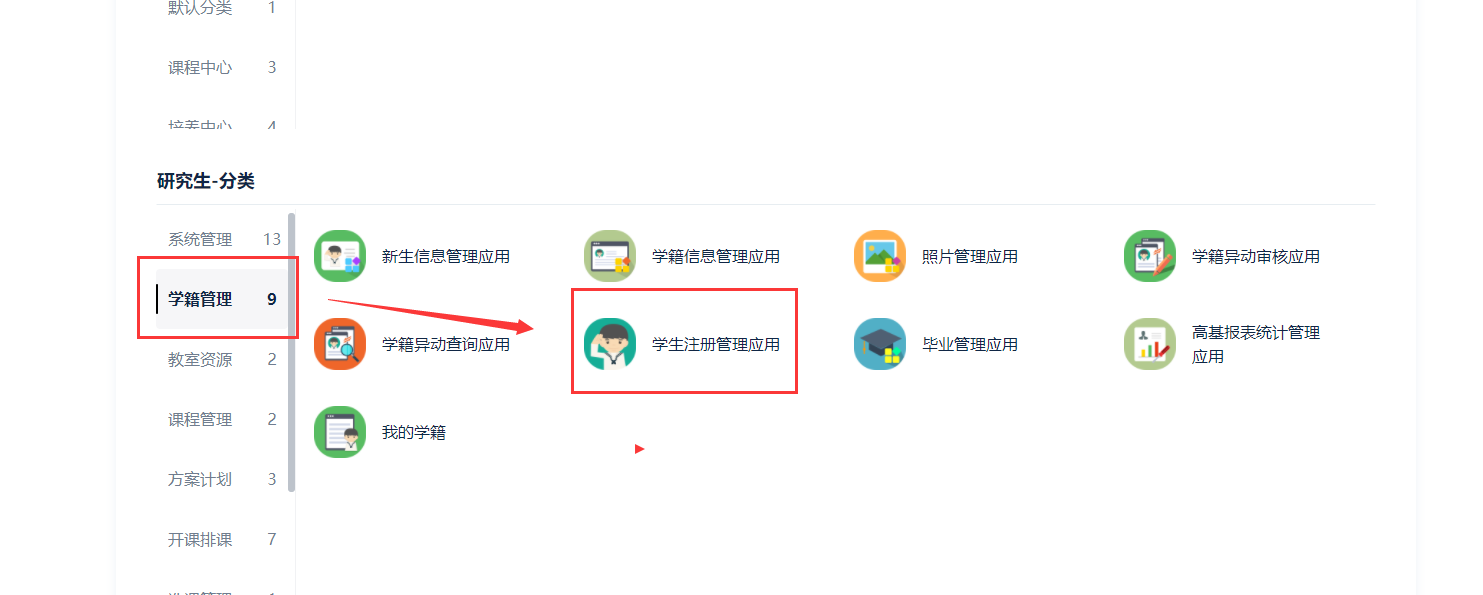 默认分类 1
课程中心 3
培养中心 4
研究生-分类
系统管理 13
学籍管理 9
教室资源 2
课程管理 2
方案计划 3
开课排课 7
新生信息管理应用
学籍信息管理应用
照片管理应用
学籍异动审核应用
学籍异动查询应用
学生注册管理应用
毕业管理应用
高基报表统计管理
应用
我的学籍